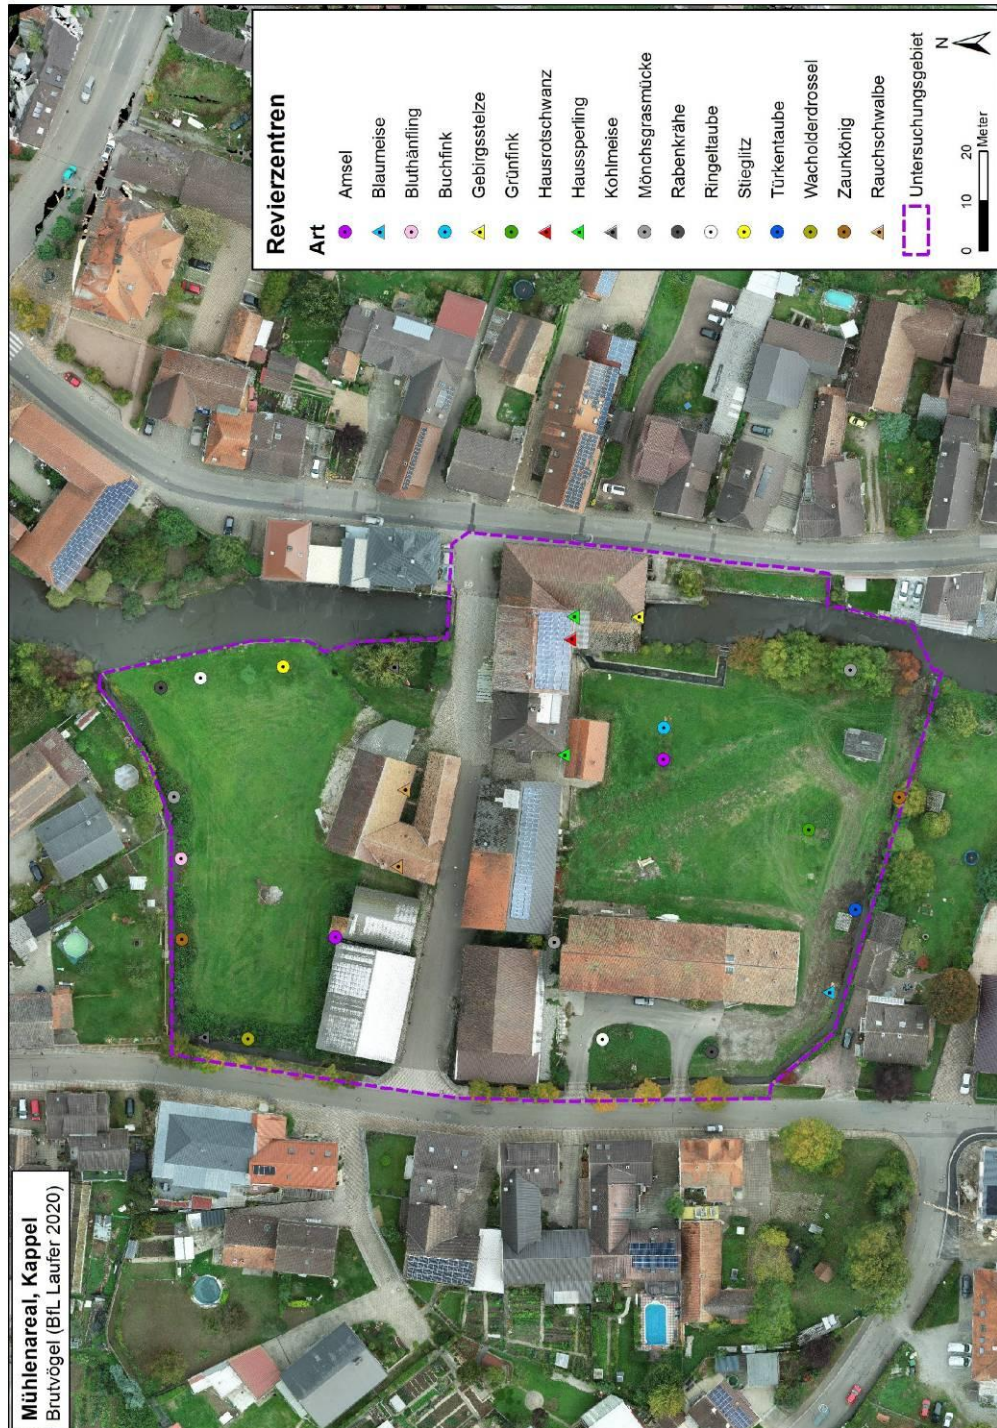 Mühlenareal, Kappel
Brutvögel (BfL Laufer 2020)
Revierzentren
Art
Amsel
Blaumeise
Bluthänfling
Buchfink
Gebirgsstelze
Grünfink
Hausrotschwanz
Haussperling
Kohlmeise
Mönchsgrasmücke
Rabenkrähe
Ringeltaube
Stieglitz
Türkentaube
Wacholderdrossel
Zaunkönig
Rauchschwalbe
Untersuchungsgebiet
0 10 20
Meter
N